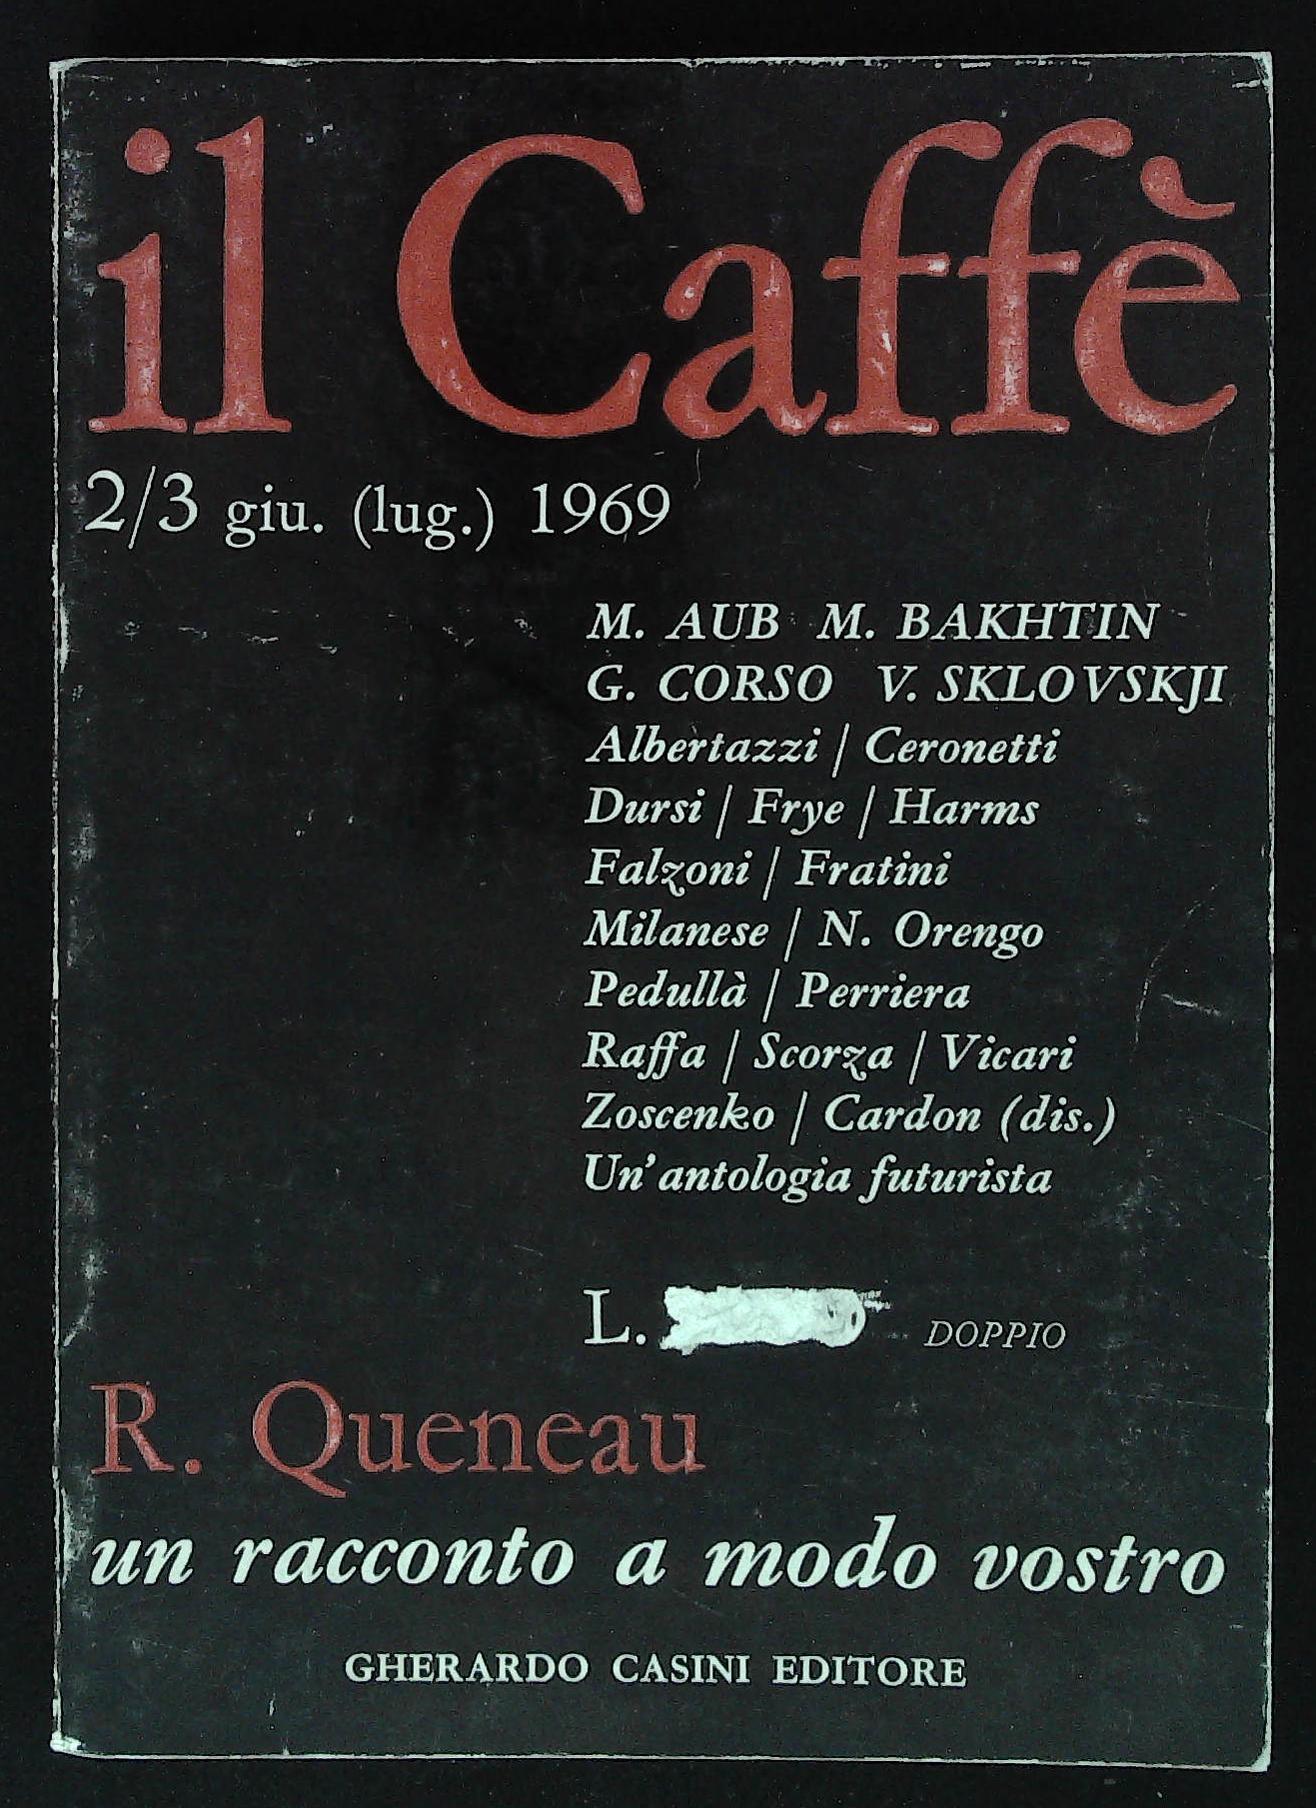 il Caffè
2/3 giu. (lug.) 1969
M. AUB M. BAKHTIN
G. CORSO V. SKLOVSKJI
Albertazzi / Ceronetti
Dursi / Frye / Harms
Falzoni / Fratini
Milanese / N. Orengo
Pedullà / Perriera
Raffa / Scorza / Vicari
Zoscenko / Cardon (dis.)
Un'antologia futurista
L. DOPPIO
R. Queneau
un racconto a modo vostro
GHERARDO CASINI EDITORE